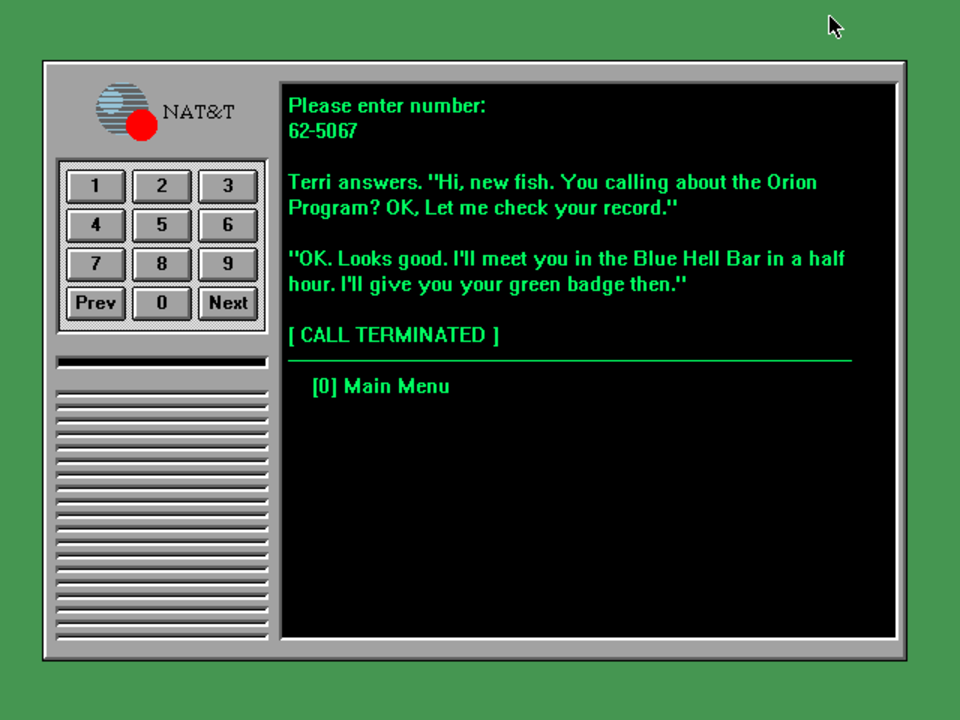 NAT&T
1 2 3
4 5 6
7 8 9
Prev 0 Next
Please enter number:
62-5067
Terri answers. "Hi, new fish. You calling about the Orion
Program? OK, Let me check your record."
"OK. Looks good. I'll meet you in the Blue Hell Bar in a half
hour. I'll give you your green badge then."
[ CALL TERMINATED ]
[0] Main Menu